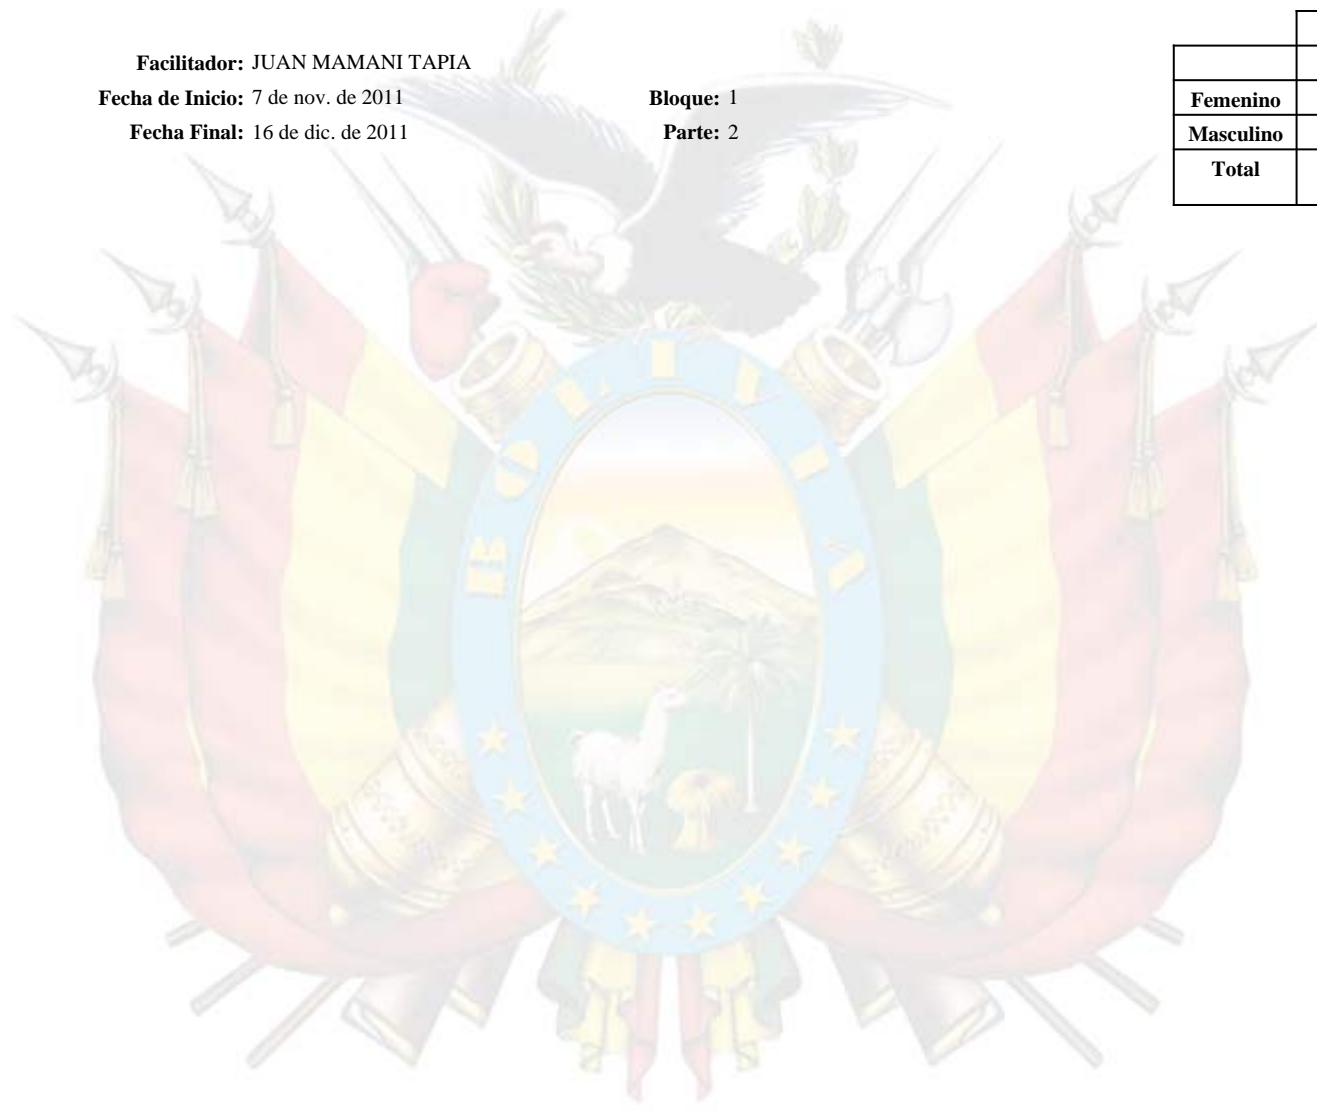 Facilitador: JUAN MAMANI TAPIA
Fecha de Inicio: 7 de nov. de 2011 Bloque: 1
Fecha Final: 16 de dic. de 2011 Parte: 2
Femenino
Masculino
Total
BOLIVIA